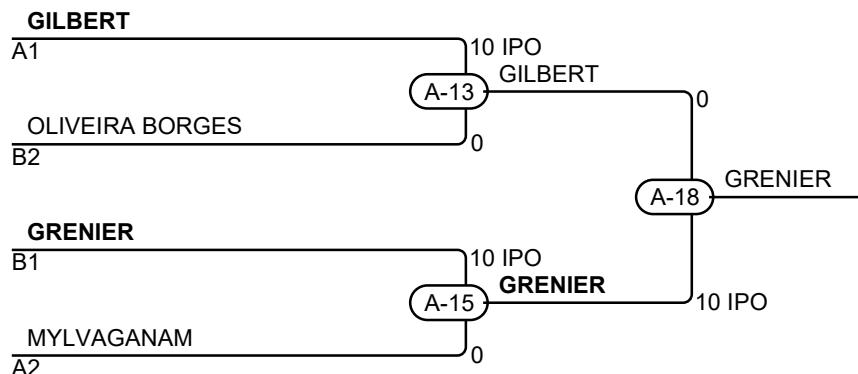 GILBERT
A1
10 IPO
A-13
GILBERT
OLIVEIRA BORGES
B2
0
0
A-18
GRENIER
GRENIER
B1
10 IPO
A-15
GRENIER
10 IPO
MYLVAGANAM
A2
0